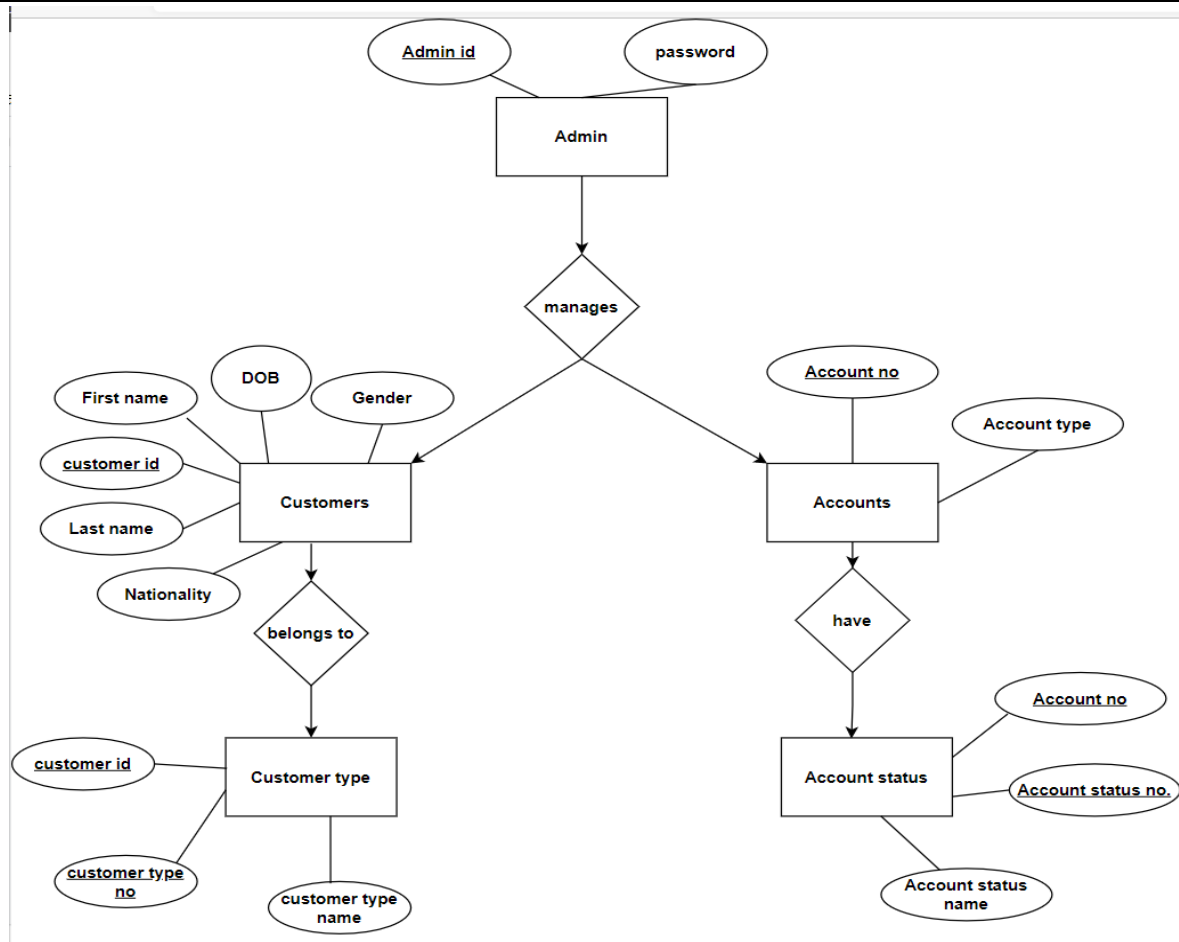 Admin id
password
Admin
manages
DOB
First name
Gender
Account no
Account type
customer id
Customers
Accounts
Last name
Nationality
belongs to
have
Account no
customer id
Customer type
Account status
Account status no.
customer type
no
customer type
name
Account status
name